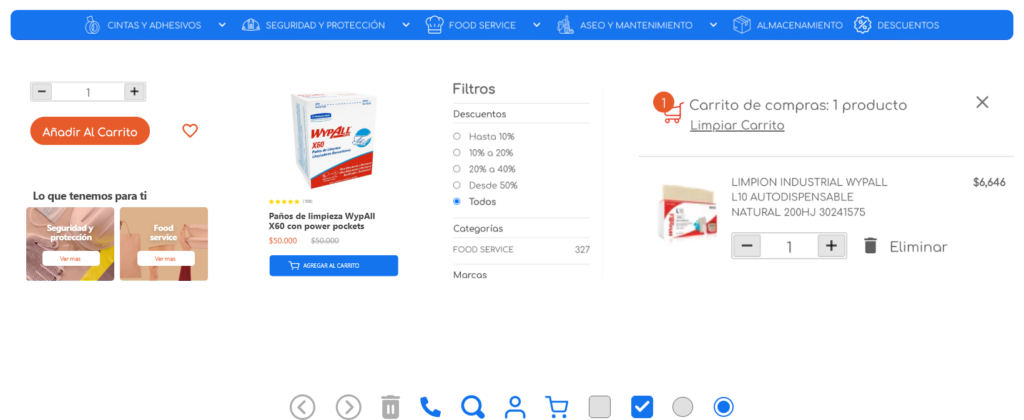 CINTAS Y ADHESIVOS SEGURIDAD Y PROTECCIÓN FOOD SERVICE ASEO Y MANTENIMIENTO ALMACENAMIENTO DESCUENTOS
1
Añadir Al Carrito
Lo que tenemos para ti
Seguridad y
protección
Ver mas
Food
service
Ver mas
WYPALL
X60
(100)
Paños de limpieza WypAll
X60 con power pockets
$50.000 $50.000
AGREGAR AL CARRITO
Filtros
Descuentos
Hasta 10%
10% a 20%
20% a 40%
Desde 50%
Todos
Categorías
FOOD SERVICE 327
Marcas
1
Carrito de compras: 1 producto
Limpiar Carrito
LIMPION INDUSTRIAL WYPALL
L10 AUTODISPENSABLE
NATURAL 200HJ 30241575
$6,646
1
Eliminar